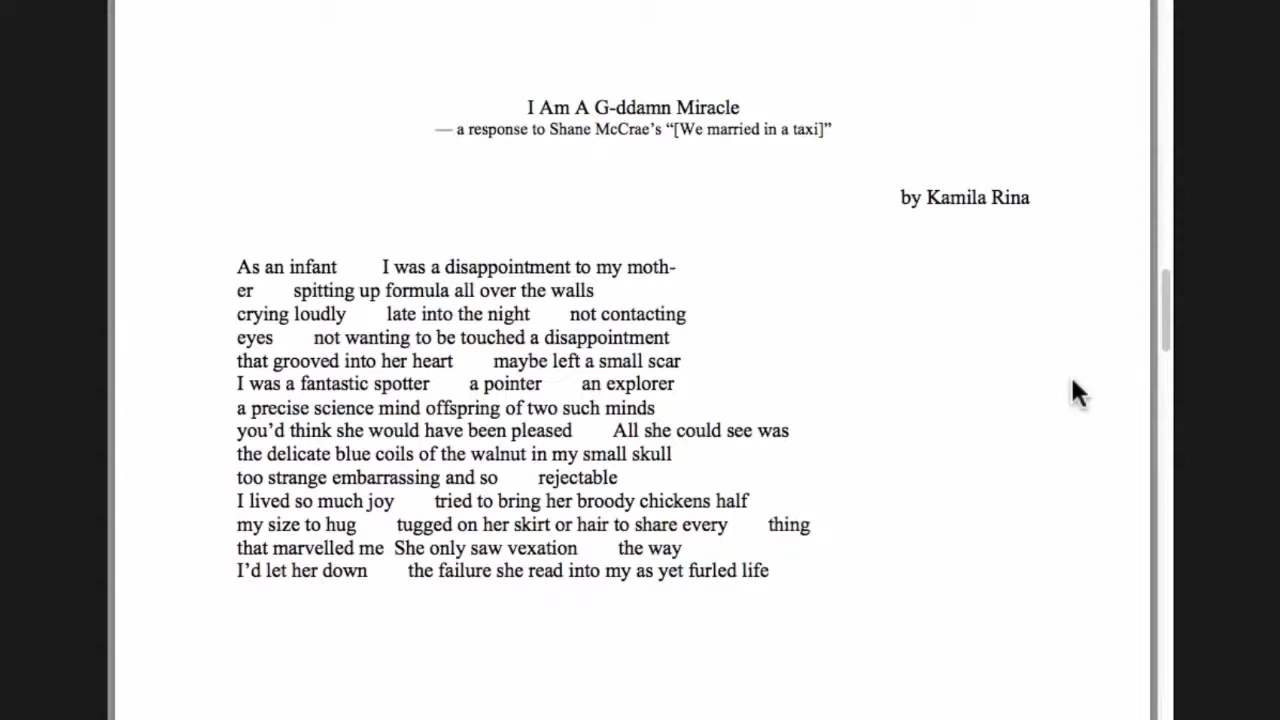 I Am A G-ddamn Miracle
— a response to Shane McCrae’s “[We married in a taxi]”
by Kamila Rina
As an infant        I was a disappointment to my moth-
er        spitting up formula all over the walls
crying loudly        late into the night        not contacting
eyes        not wanting to be touched a disappointment
that grooved into her heart        maybe left a small scar
I was a fantastic spotter        a pointer        an explorer
a precise science mind offspring of two such minds
you’d think she would have been pleased        All she could see was
the delicate blue coils of the walnut in my small skull
too strange embarrassing and so        rejectable
I lived so much joy        tried to bring her broody chickens half
my size to hug        tugged on her skirt or hair to share every        thing
that marvelled me  She only saw vexation        the way
I’d let her down        the failure she read into my as yet furled life